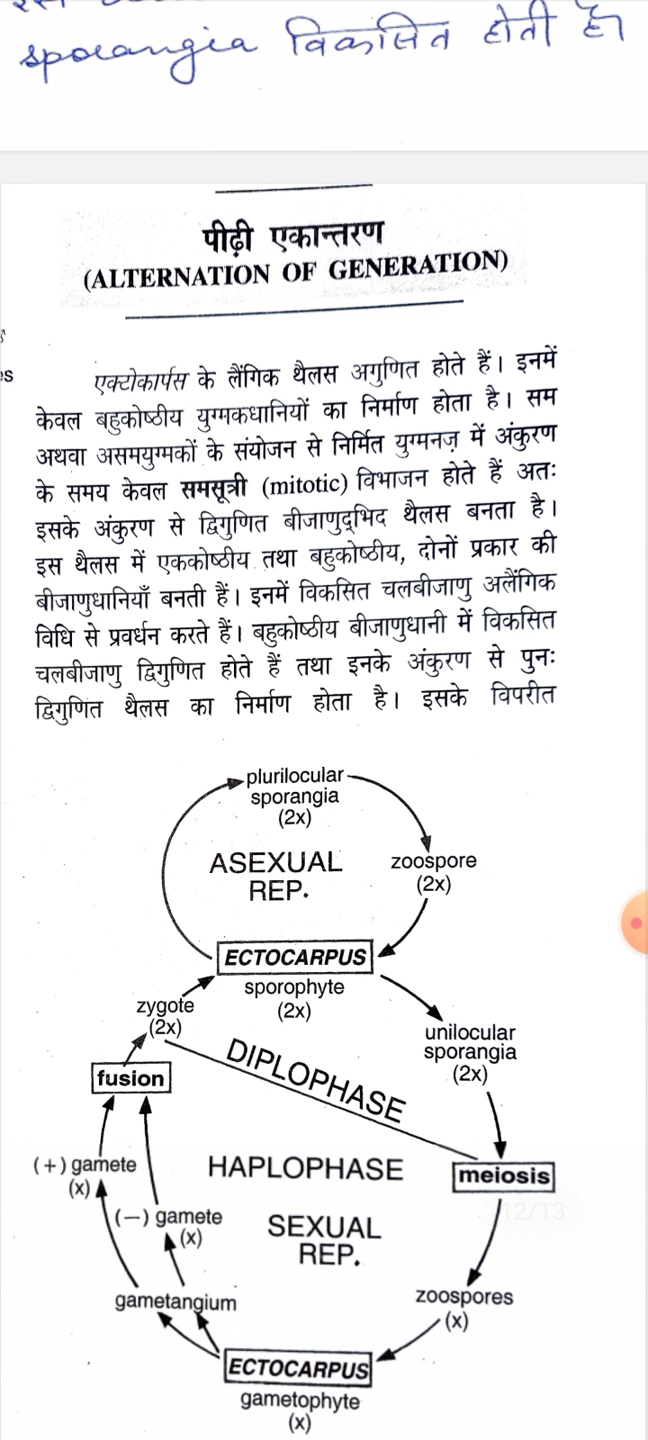 sporangia विकसित होती है।
पीढ़ी एकान्तरण
(ALTERNATION OF GENERATION)
es
एक्टोकार्पस के लैंगिक थैलस अगुणित होते हैं। इनमें
केवल बहुकोष्ठीय युग्मकधानियों का निर्माण होता है। सम
अथवा असमयुग्मकों के संयोजन से निर्मित युग्मनज़ में अंकुरण
के समय केवल समसूत्री (mitotic) विभाजन होते हैं अतः
इसके अंकुरण से द्विगुणित बीजाणुद्भिद थैलस बनता है।
इस थैलस में एककोष्ठीय तथा बहुकोष्ठीय, दोनों प्रकार की
बीजाणुधानियाँ बनती हैं। इनमें विकसित चलबीजाणु अलैंगिक
विधि से प्रवर्धन करते हैं। बहुकोष्ठीय बीजाणुधानी में विकसित
चलबीजाणु द्विगुणित होते हैं तथा इनके अंकुरण से पुनः
द्विगुणित थैलस का निर्माण होता है। इसके विपरीत
plurilocular
sporangia
(2x)
ASEXUAL
REP.
zoospore
(2x)
ECTOCARPUS
sporophyte
(2x)
zygote
(2x)
unilocular
sporangia
(2x)
DIPLOPHASE
fusion
(+) gamete
(x)
HAPLOPHASE
meiosis
12/13
(—) gamete
(x)
SEXUAL
REP.
gametangium
zoospores
(x)
ECTOCARPUS
gametophyte
(x)